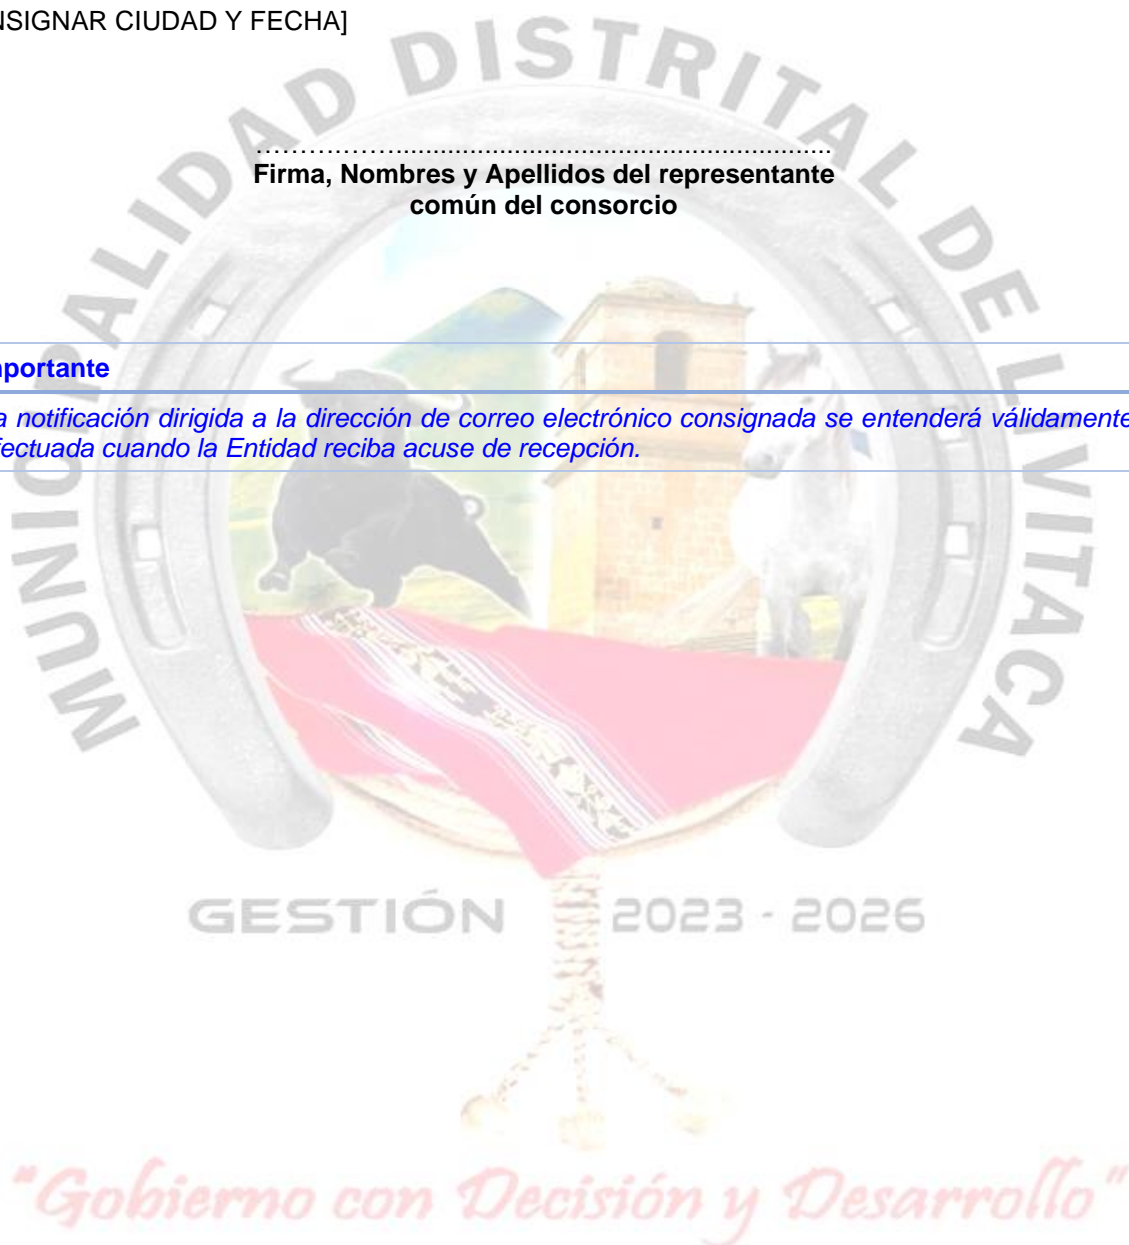 NSIGNAR CIUDAD Y FECHA]
MUNICIPALIDAD DISTRITAL DE LIVITACA
……………….............................................................
Firma, Nombres y Apellidos del representante
común del consorcio
mportante
a notificación dirigida a la dirección de correo electrónico consignada se entenderá válidamente
fectuada cuando la Entidad reciba acuse de recepción.
GESTIÓN 2023 - 2026
"Gobierno con Decisión y Desarrollo"